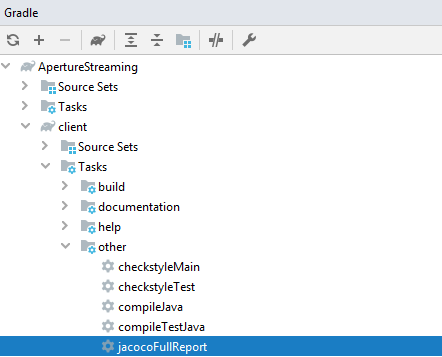 Gradle
ApertureStreaming
Source Sets
Tasks
client
Source Sets
Tasks
build
documentation
help
other
checkstyleMain
checkstyleTest
compileJava
compileTestJava
jacocoFullReport